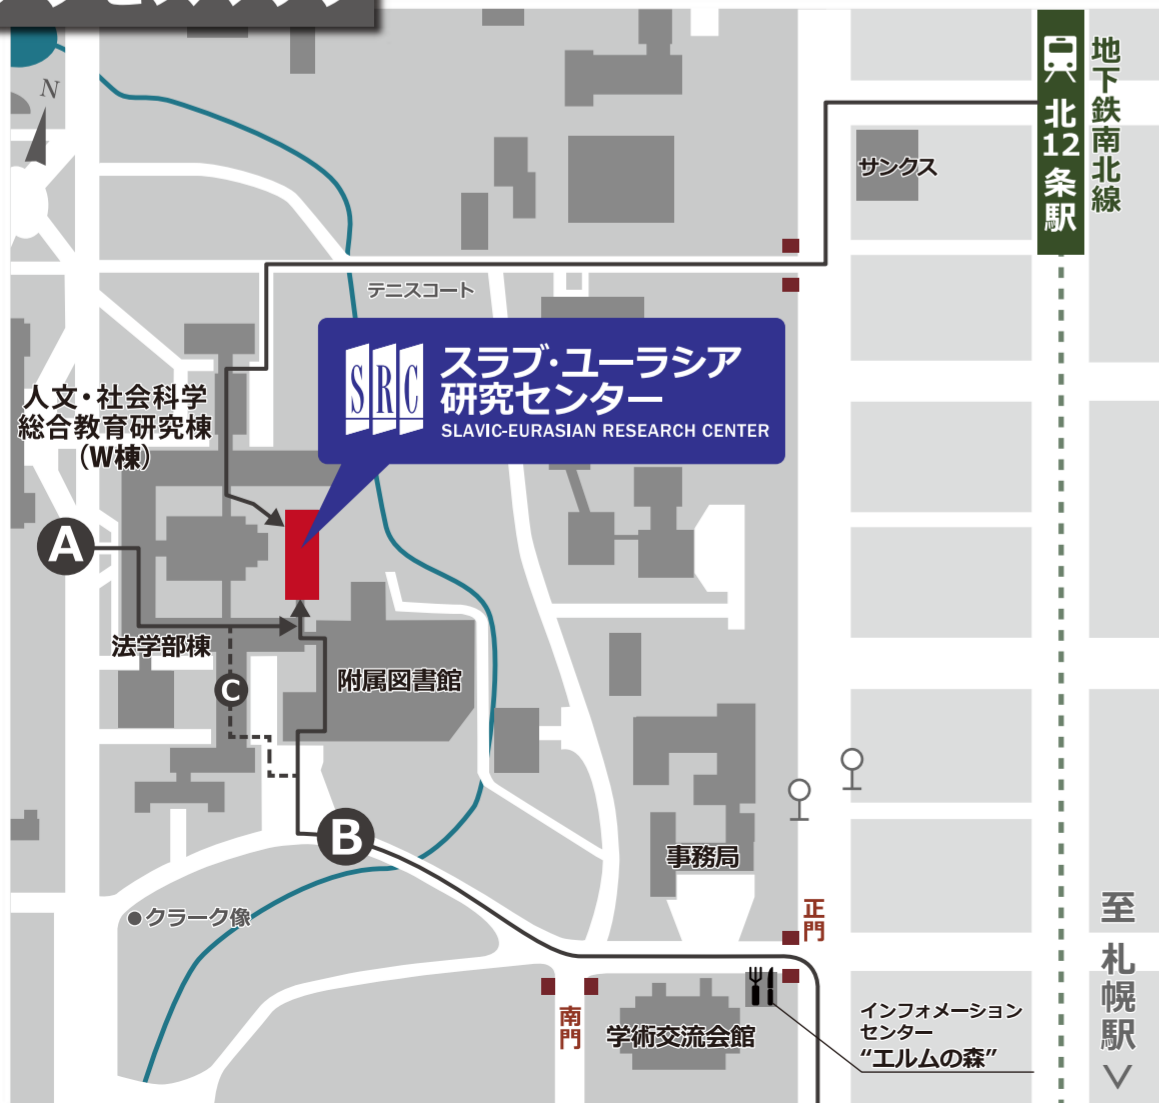 N
地下鉄南北線
北12条駅
サンクス
テニスコート
SRC
スラブ・ユーラシア
研究センター
SLAVIC-EURASIAN RESEARCH CENTER
人文・社会科学
総合教育研究棟
（W棟）
A
法学部棟
C
附属図書館
B
事務局
クラーク像
正門
南門
学術交流会館
インフォメーション
センター
“エルムの森”
至 札幌駅